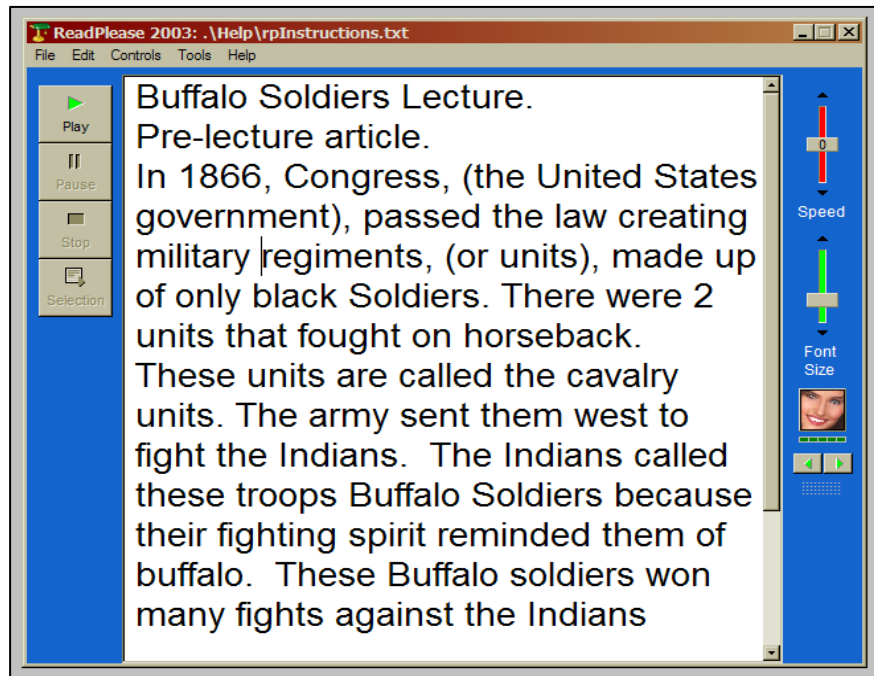 ReadPlease 2003: .\Help\rpInstructions.txt
File Edit Controls Tools Help
Play
Pause
Stop
Selection
Buffalo Soldiers Lecture.
Pre-lecture article.
In 1866, Congress, (the United States
government), passed the law creating
military regiments, (or units), made up
of only black Soldiers. There were 2
units that fought on horseback.
These units are called the cavalry
units. The army sent them west to
fight the Indians.  The Indians called
these troops Buffalo Soldiers because
their fighting spirit reminded them of
buffalo.  These Buffalo soldiers won
many fights against the Indians
0
Speed
Font
Size